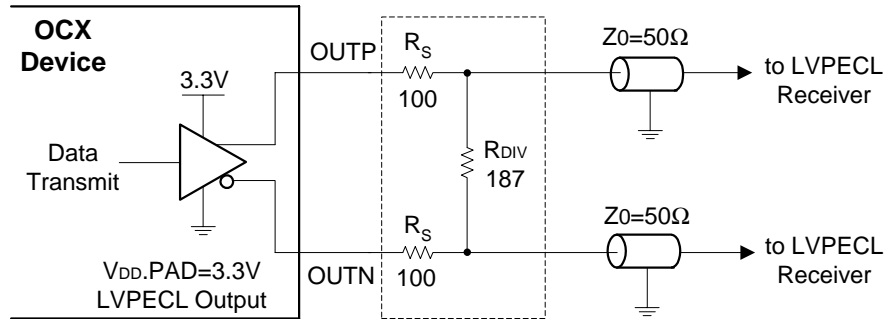 OCX
Device
3.3V
Data
Transmit
VDD.PAD=3.3V
LVPECL Output
OUTP
RS
100
RDIV
187
OUTN
RS
100
Z0=50Ω
to LVPECL
Receiver
Z0=50Ω
to LVPECL
Receiver